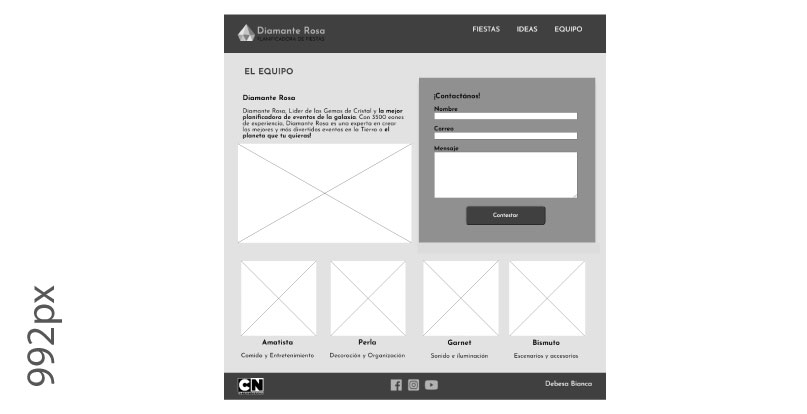 Diamante Rosa
PLANIFICADORA DE FIESTAS
FIESTAS IDEAS EQUIPO
EL EQUIPO
Diamante Rosa
Diamante Rosa, Líder de las Gemas de Cristal y la mejor
planificadora de eventos de la galaxia. Con 3500 eones
de experiencia, Diamante Rosa es una experta en crear
los mejores y más divertidos eventos en la Tierra o el
planeta que tu quieras!
¡Contactános!
Nombre
Correo
Mensaje
Contestar
Amatista
Comida y Entretenimiento
Perla
Decoración y Organización
Garnet
Sonido e iluminación
Bismuto
Escenarios y accesorios
CN
Debesa Bianca
992px